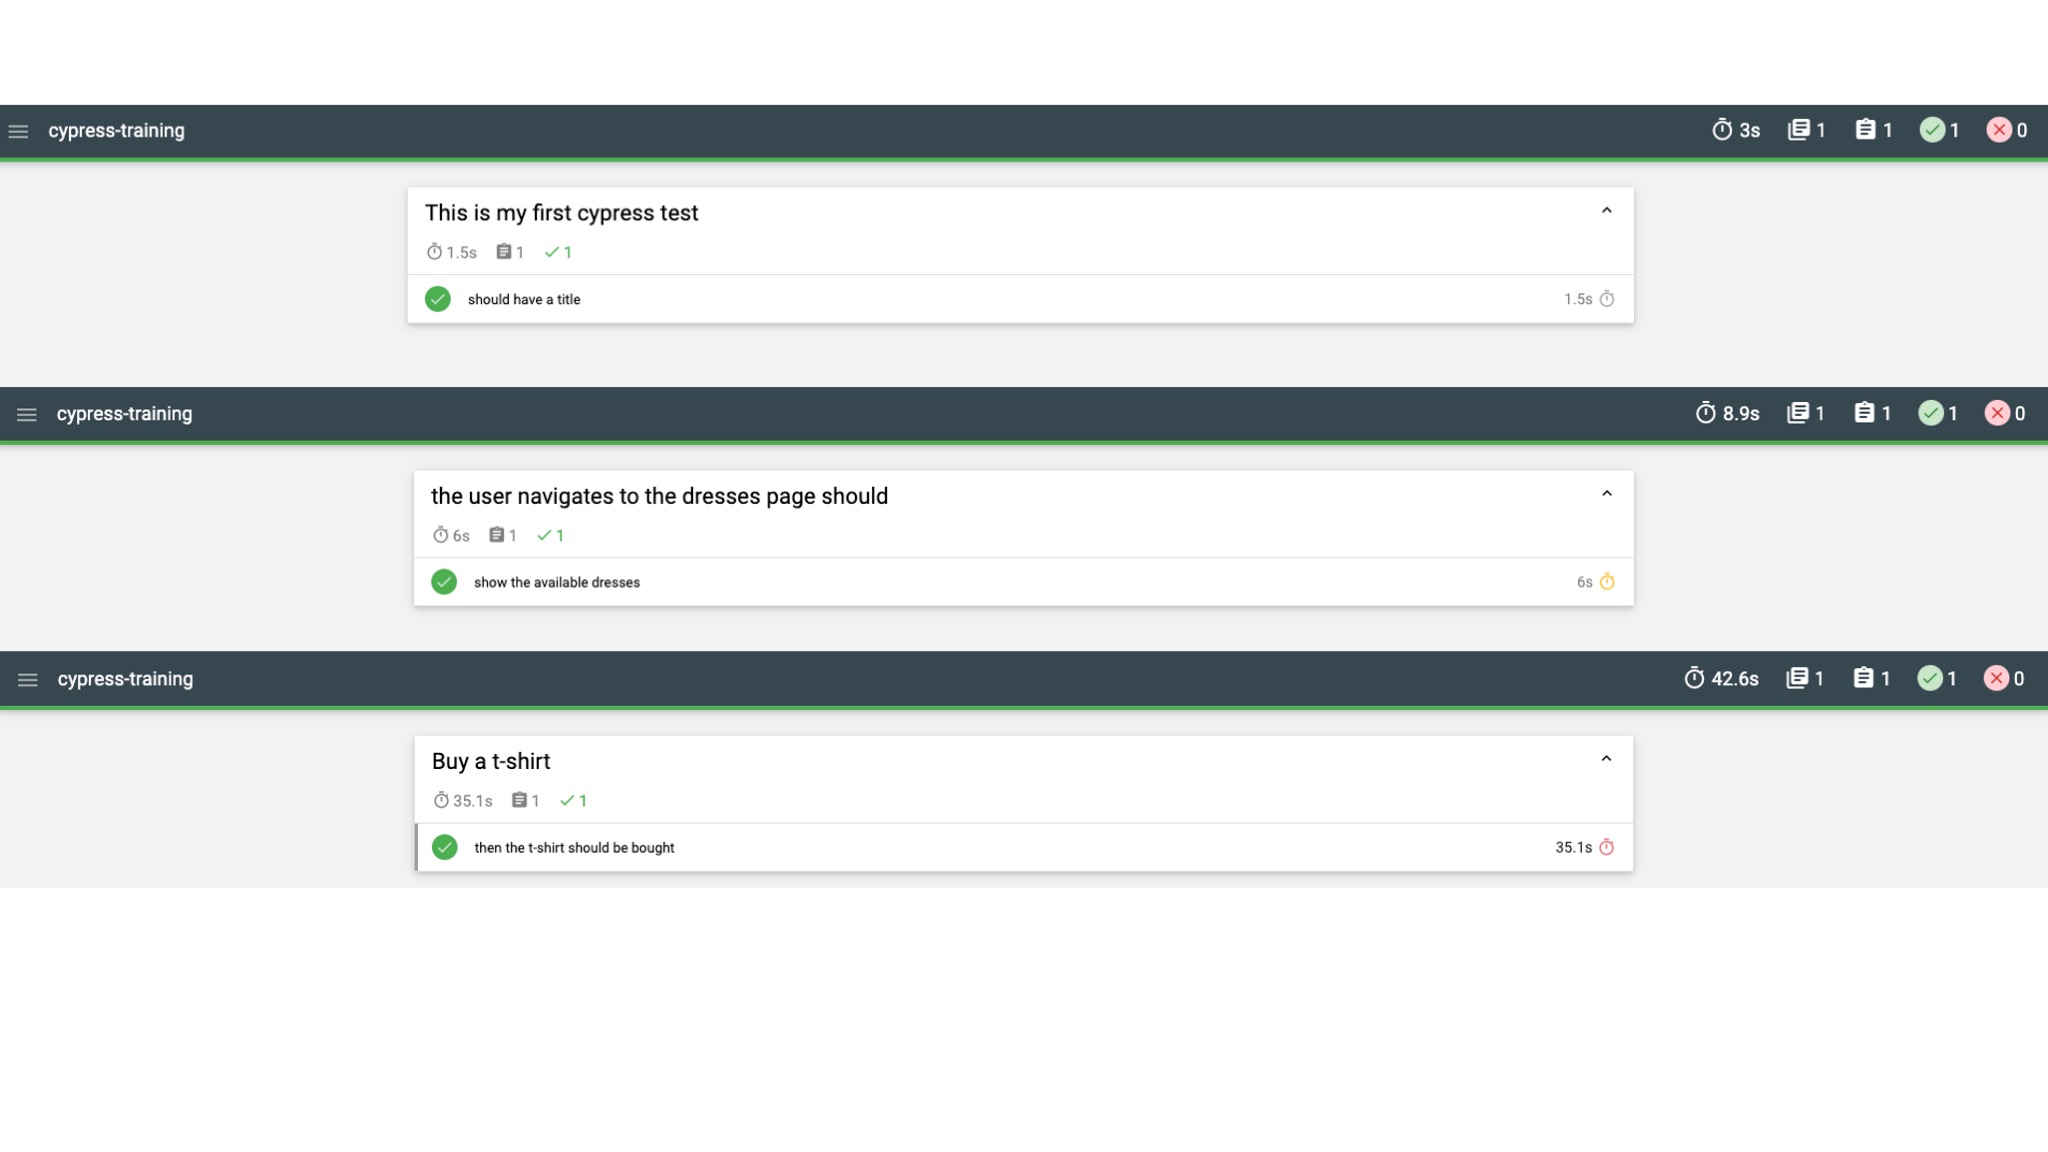 cypress-training 3s 1 1 1 0
This is my first cypress test
1.5s 1 1
should have a title 1.5s
cypress-training 8.9s 1 1 1 0
the user navigates to the dresses page should
6s 1 1
show the available dresses 6s
cypress-training 42.6s 1 1 1 0
Buy a t-shirt
35.1s 1 1
then the t-shirt should be bought 35.1s